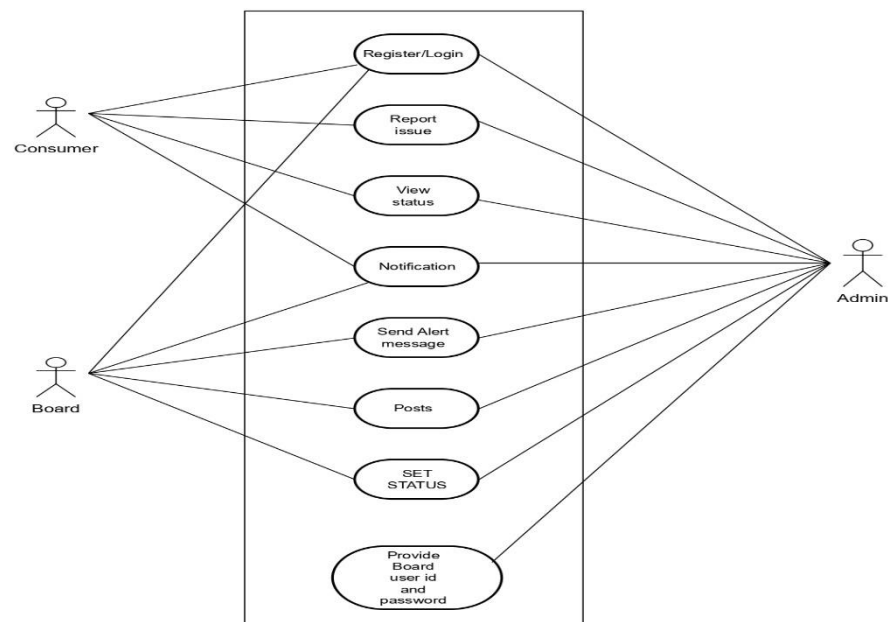 Register/Login
Report
issue
Consumer
View
status
Notification
Admin
Send Alert
message
Board
Posts
SET
STATUS
Provide
Board
user id
and
password